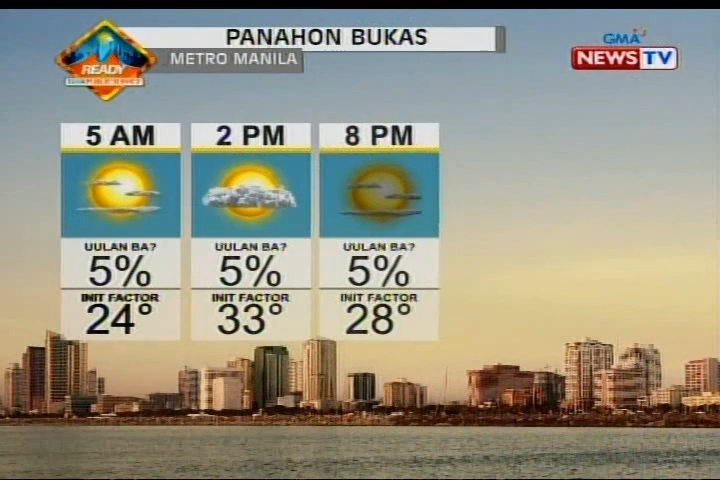 PANAHON BUKAS
METRO MANILA
READY
GMA
NEWS TV
5 AM
2 PM
8 PM
UULAN BA?
5%
INIT FACTOR
24°
UULAN BA?
5%
INIT FACTOR
33°
UULAN BA?
5%
INIT FACTOR
28°